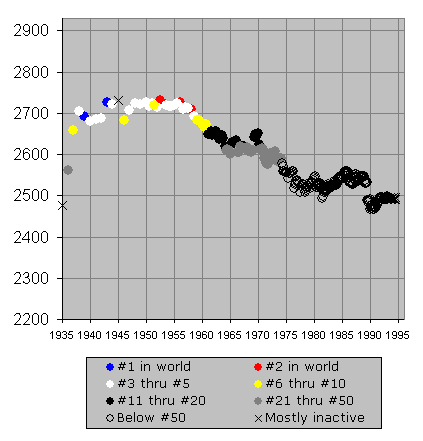 2900
2800
2700
2600
2500
2400
2300
2200
1935 1940 1945 1950 1955 1960 1965 1970 1975 1980 1985 1990 1995
#1 in world #2 in world
#3 thru #5 #6 thru #10
#11 thru #20 #21 thru #50
Below #50 Mostly inactive